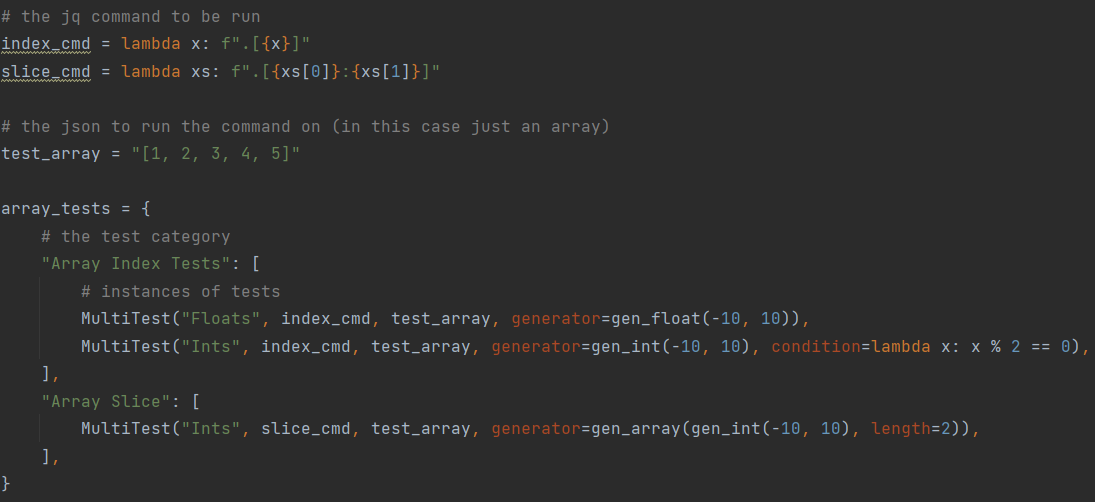 # the jq command to be run
index_cmd = lambda x: f".[{x}]"
slice_cmd = lambda xs: f".[{xs[0]}:{xs[1]}]"

# the json to run the command on (in this case just an array)
test_array = "[1, 2, 3, 4, 5]"

array_tests = {
    # the test category
    "Array Index Tests": [
        # instances of tests
        MultiTest("Floats", index_cmd, test_array, generator=gen_float(-10, 10)),
        MultiTest("Ints", index_cmd, test_array, generator=gen_int(-10, 10), condition=lambda x: x % 2 == 0),
    ],
    "Array Slice": [
        MultiTest("Ints", slice_cmd, test_array, generator=gen_array(gen_int(-10, 10), length=2)),
    ],
}